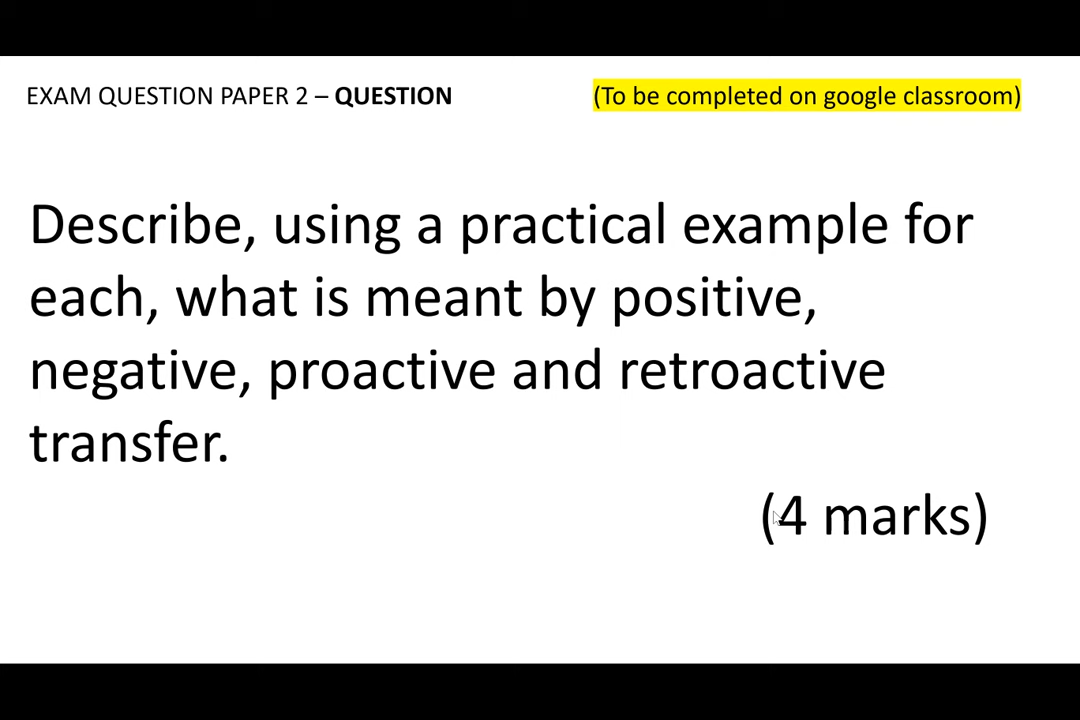 EXAM QUESTION PAPER 2 – QUESTION
(To be completed on google classroom)
Describe, using a practical example for
each, what is meant by positive,
negative, proactive and retroactive
transfer.
(4 marks)